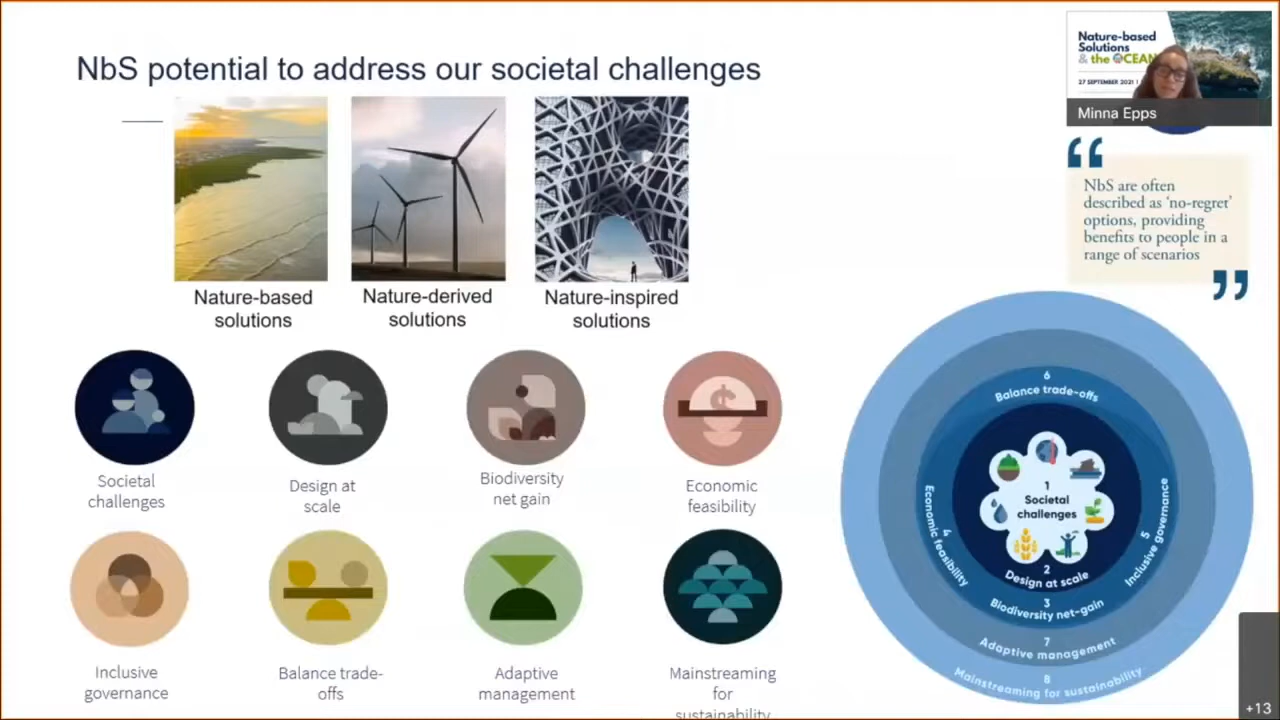 NbS potential to address our societal challenges
Nature-based
solutions
Nature-derived
solutions
Nature-inspired
solutions
Societal
challenges
Design at
scale
Biodiversity
net gain
Economic
feasibility
Inclusive
governance
Balance trade-
offs
Adaptive
management
Mainstreaming
for
sustainability
Nature-based
Solutions
& the OCEAN
27 SEPTEMBER 2021
Minna Epps
“
NbS are often
described as ‘no-regret’
options, providing
benefits to people in a
range of scenarios
”
6
Balance trade-offs
Economic feasibility
4
1
Societal
challenges
5
Inclusive governance
2
Design at scale
3
Biodiversity net-gain
7
Adaptive management
8
Mainstreaming for sustainability
+13